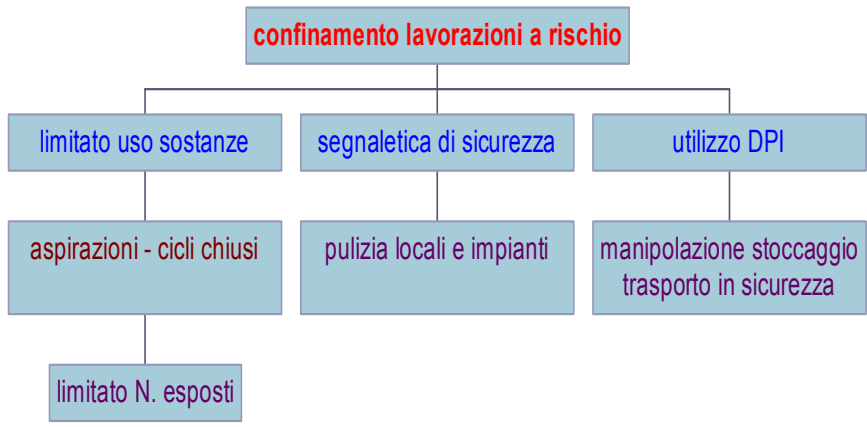 confinamento lavorazioni a rischio
limitato uso sostanze
segnaletica di sicurezza
utilizzo DPI
aspirazioni - cicli chiusi
pulizia locali e impianti
manipolazione stoccaggio
trasporto in sicurezza
limitato N. esposti